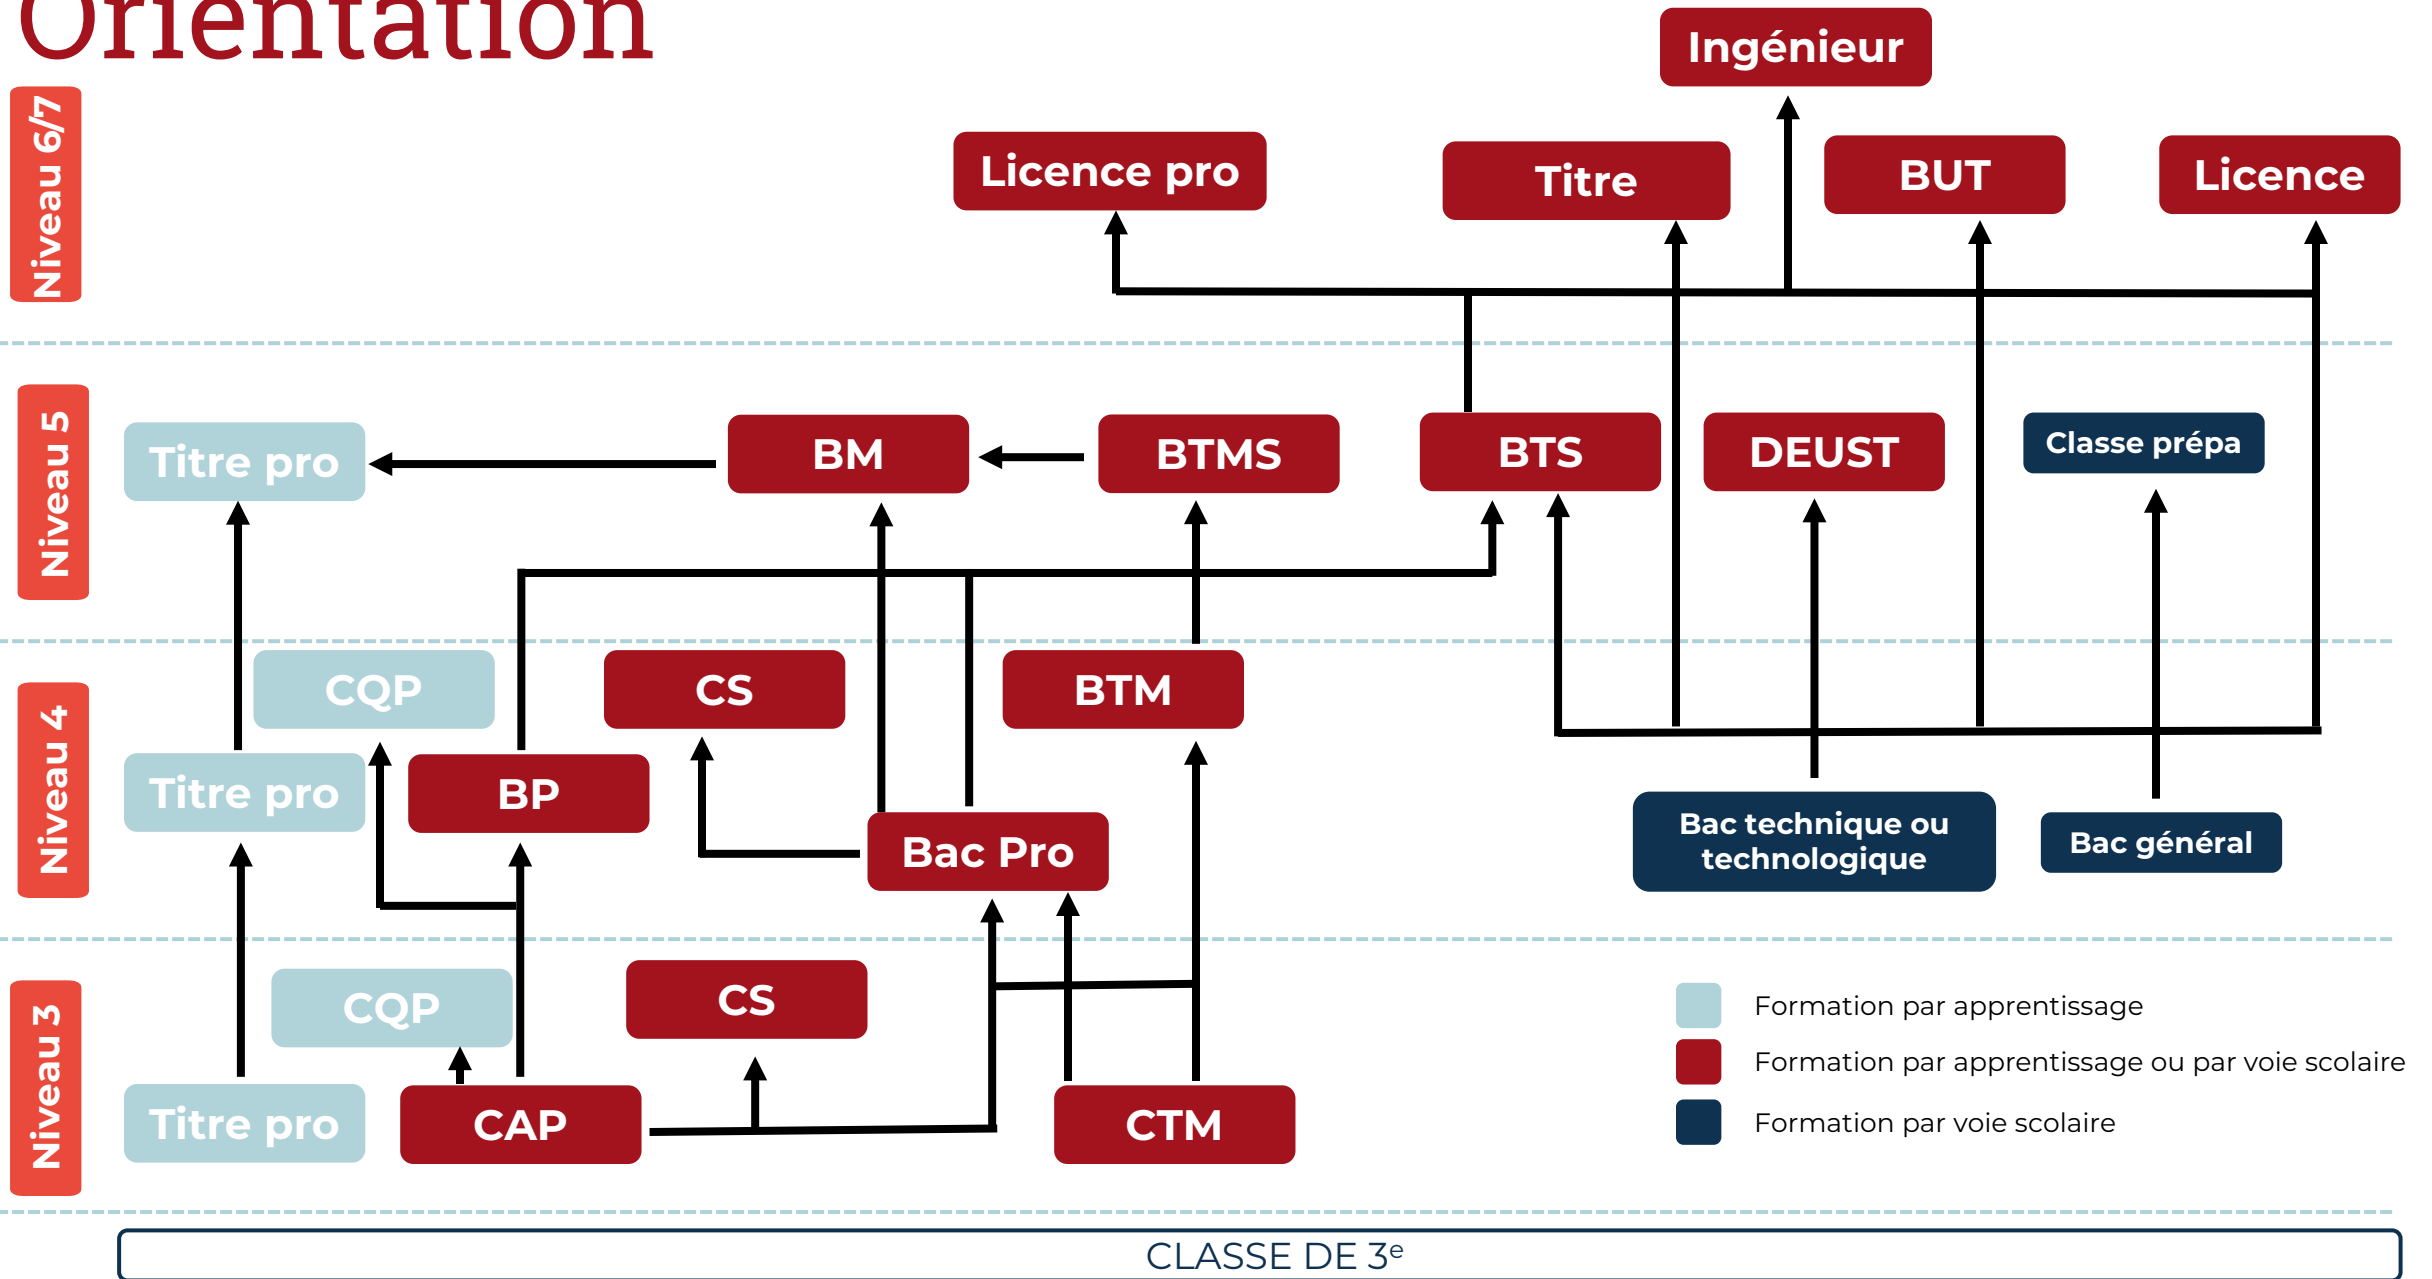 Orientation
Ingénieur
Niveau 6/7
Licence pro
Titre
BUT
Licence
Niveau 5
Titre pro
BM
BTMS
BTS
DEUST
Classe prépa
Niveau 4
CQP
CS
BTM
Titre pro
BP
Bac Pro
Bac technique ou
technologique
Bac général
Niveau 3
CQP
CS
Titre pro
CAP
CTM
Formation par apprentissage
Formation par apprentissage ou par voie scolaire
Formation par voie scolaire
CLASSE DE 3e